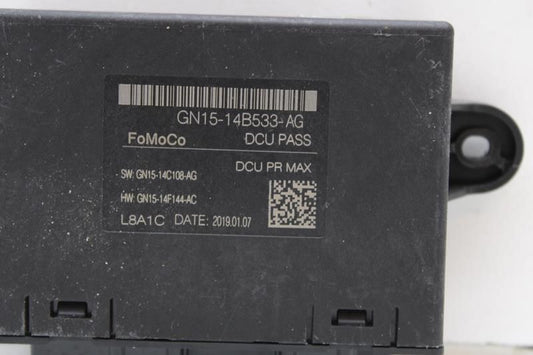 GN15-14B533-AG
FoMoCo DCU PASS
DCU PR MAX
SW: GN15-14C108-AG
HW: GN15-14F144-AC
L8A1C DATE: 2019.01.07